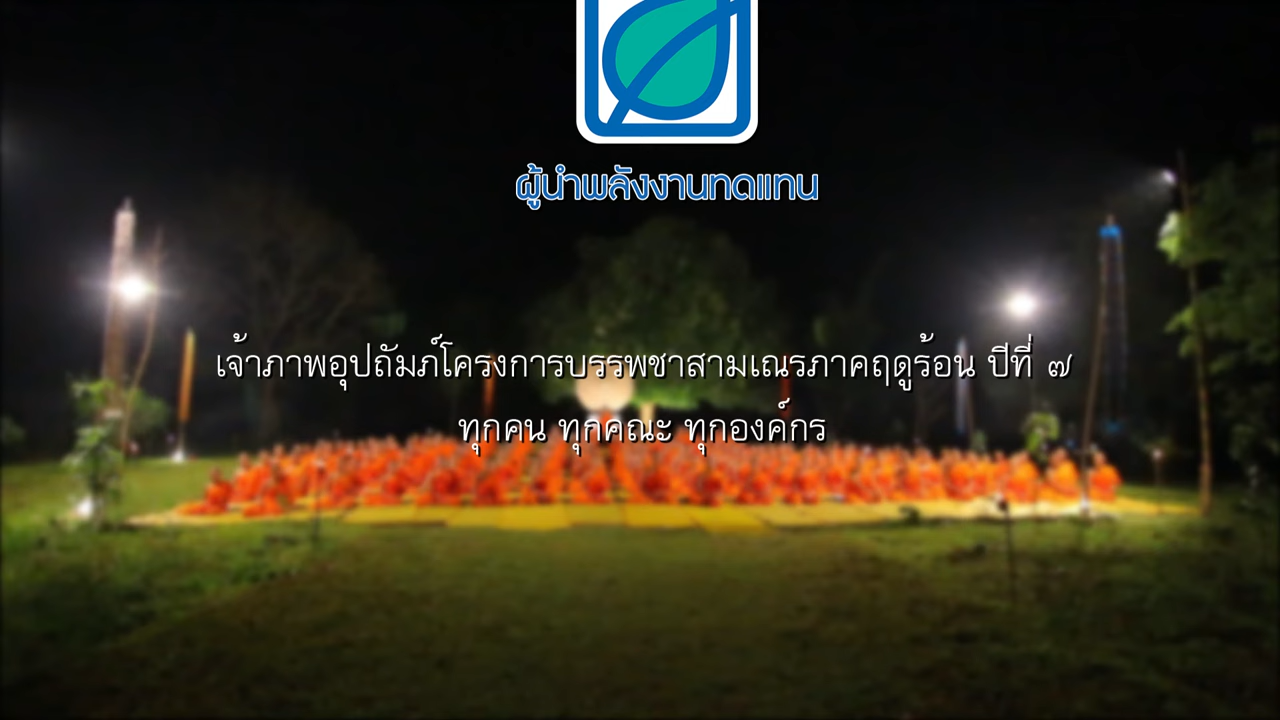 ผู้นำพลังงานทดแทน
เจ้าภาพอุปถัมภ์โครงการบรรพชาสามเณรภาคฤดูร้อน ปีที่ ๗
ทุกคน ทุกคณะ ทุกองค์กร